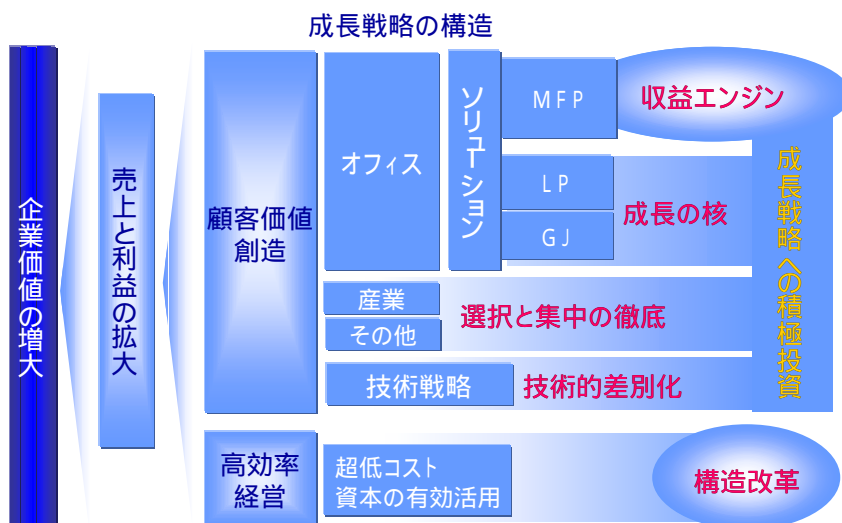 成長戦略の構造
企業価値の増大
売上と利益の拡大
顧客価値
創造
オフィス
ソリューション
MFP
収益エンジン
LP
GJ
成長の核
産業
その他
選択と集中の徹底
技術戦略
技術的差別化
成長戦略への積極投資
高効率
経営
超低コスト
資本の有効活用
構造改革